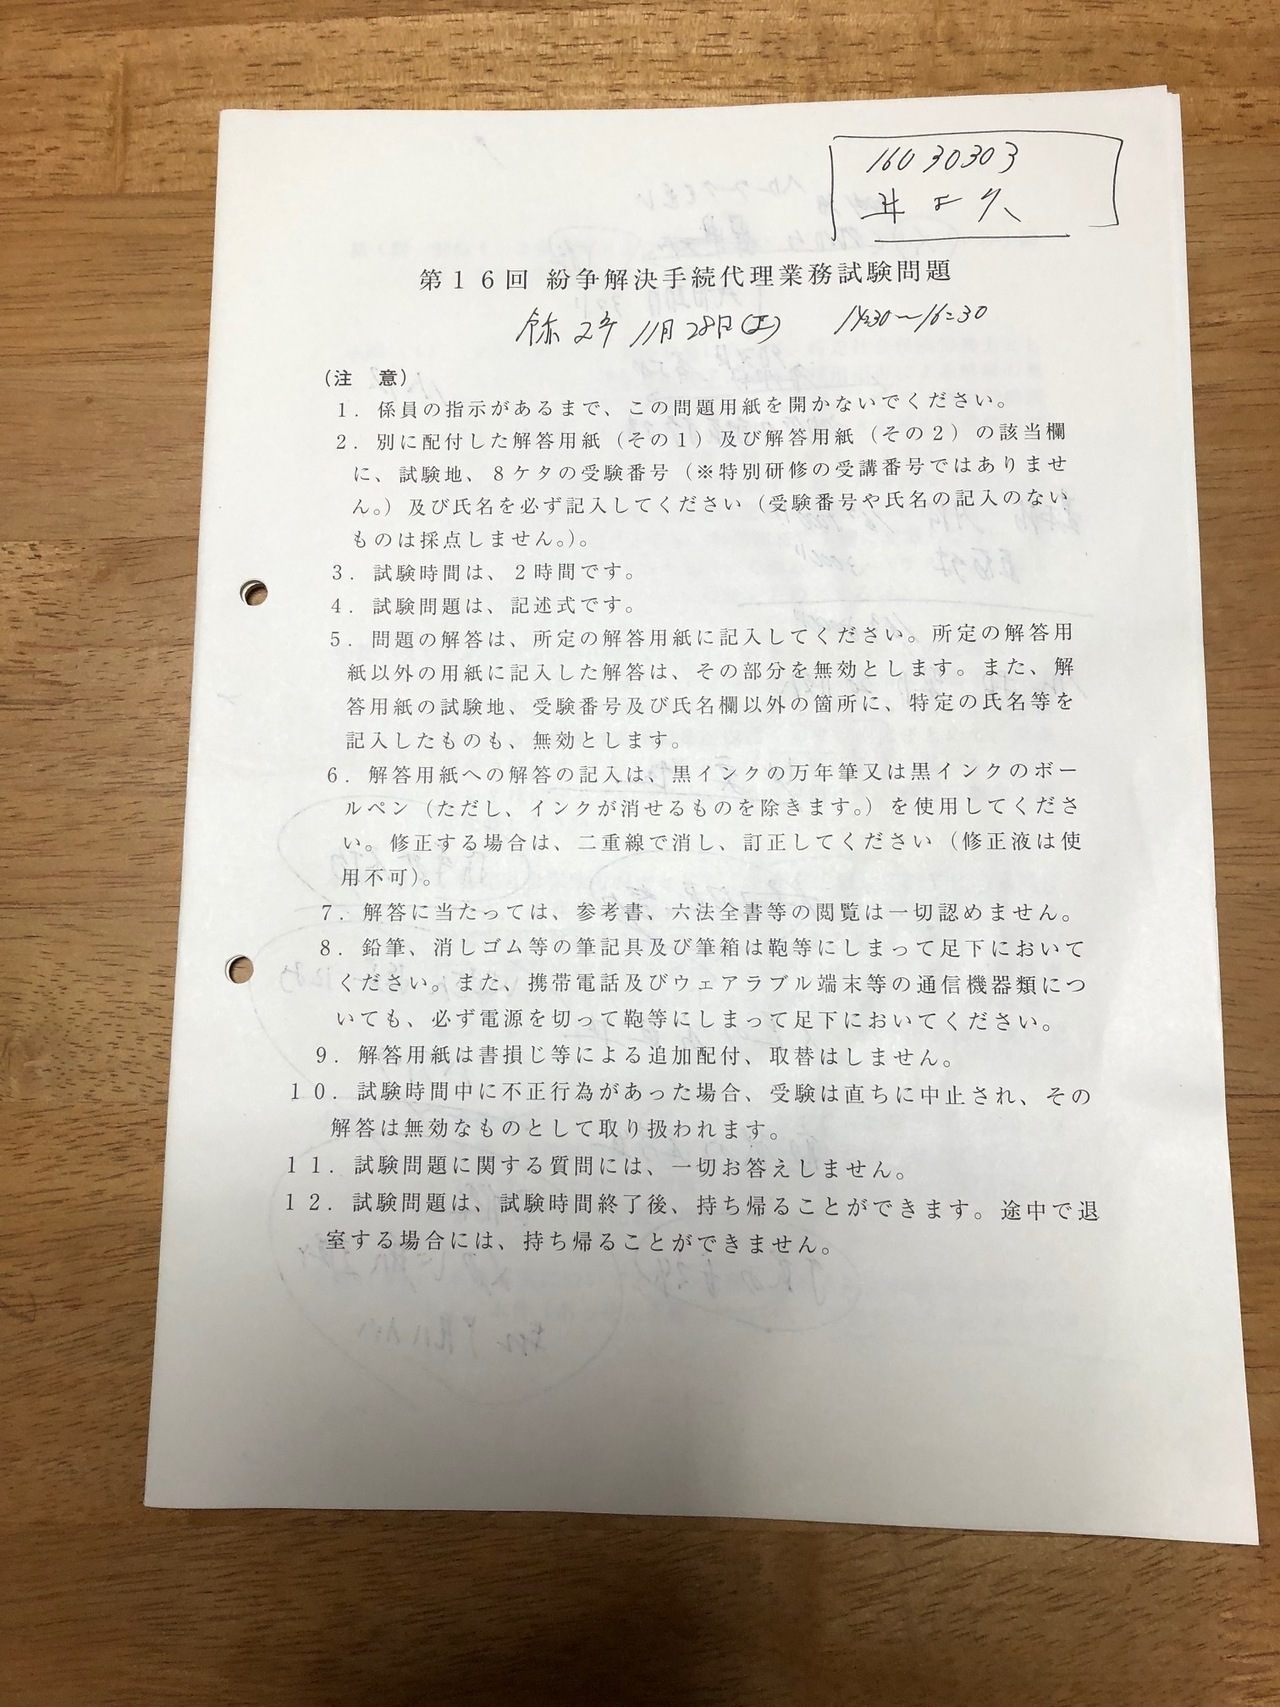 16030303
第16回 紛争解決手続代理業務試験問題
令和2年 11月28日(土) 14:30～16:30
(注 意)
1．係員の指示があるまで、この問題用紙を開かないでください。
2．別に配付した解答用紙（その1）及び解答用紙（その2）の該当欄
に、試験地、8ケタの受験番号（※特別研修の受講番号ではありませ
ん。）及び氏名を必ず記入してください（受験番号や氏名の記入のない
ものは採点しません。）。
3．試験時間は、2時間です。
4．試験問題は、記述式です。
5．問題の解答は、所定の解答用紙に記入してください。所定の解答用
紙以外の用紙に記入した解答は、その部分を無効とします。また、解
答用紙の試験地、受験番号及び氏名欄以外の箇所に、特定の氏名等を
記入したものも、無効とします。
6．解答用紙への解答の記入は、黒インクの万年筆又は黒インクのボー
ルペン（ただし、インクが消せるものを除きます。）を使用してくださ
い。修正する場合は、二重線で消し、訂正してください（修正液は使
用不可）。
7．解答に当たっては、参考書、六法全書等の閲覧は一切認めません。
8．鉛筆、消しゴム等の筆記具及び筆箱は鞄等にしまって足下において
ください。また、携帯電話及びウェアラブル端末等の通信機器類につ
いても、必ず電源を切って鞄等にしまって足下においてください。
9．解答用紙は書損じ等による追加配付、取替はしません。
10．試験時間中に不正行為があった場合、受験は直ちに中止され、その
解答は無効なものとして取り扱われます。
11．試験問題に関する質問には、一切お答えしません。
12．試験問題は、試験時間終了後、持ち帰ることができます。途中で退
室する場合には、持ち帰ることができません。